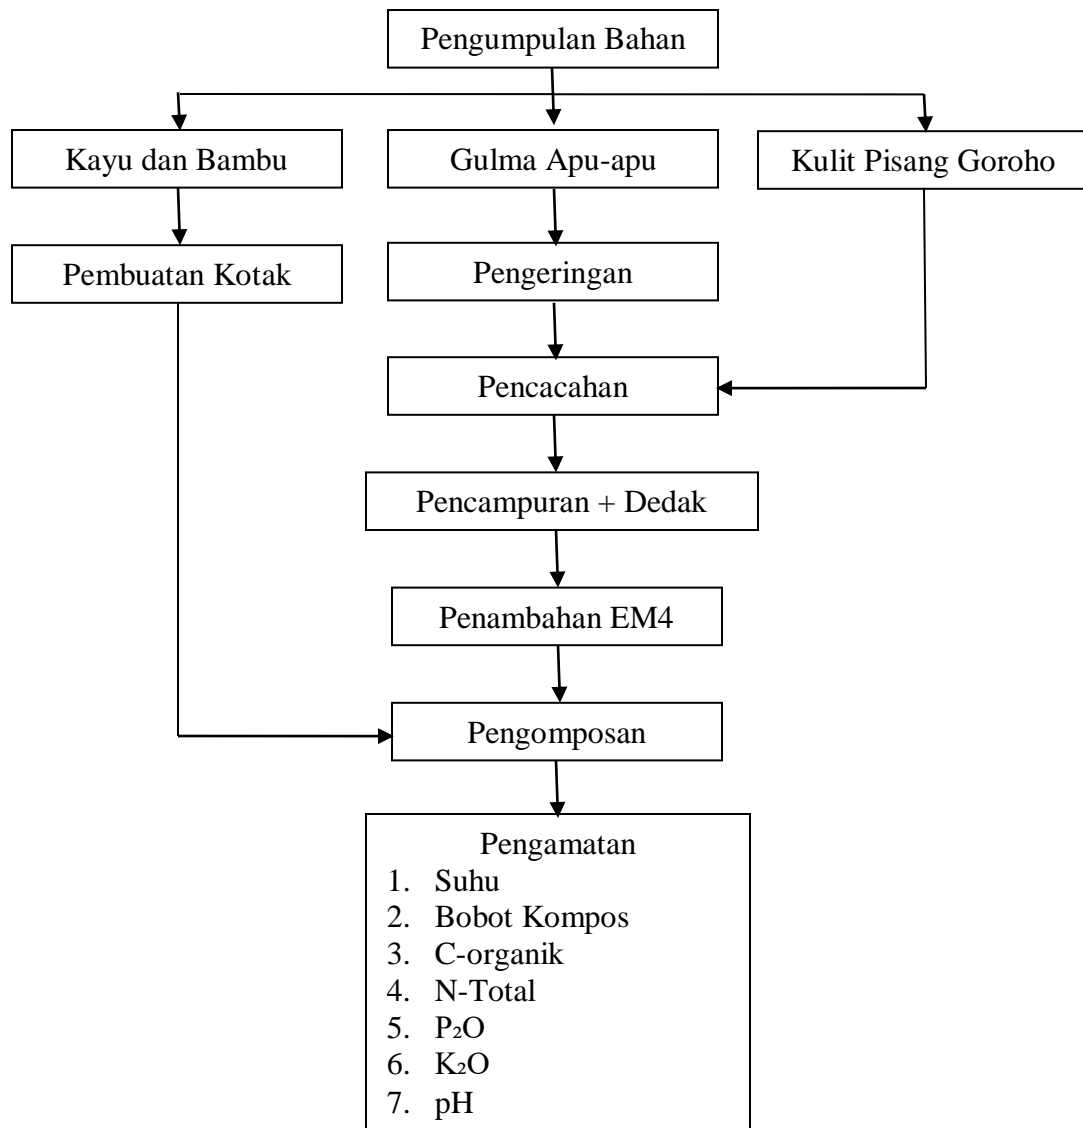 Pengumpulan Bahan
Kayu dan Bambu
Gulma Apu-apu
Kulit Pisang Goroho
Pembuatan Kotak
Pengeringan
Pencacahan
Pencampuran + Dedak
Penambahan EM4
Pengomposan
Pengamatan
1. Suhu
2. Bobot Kompos
3. C-organik
4. N-Total
5. P₂O
6. K₂O
7. pH